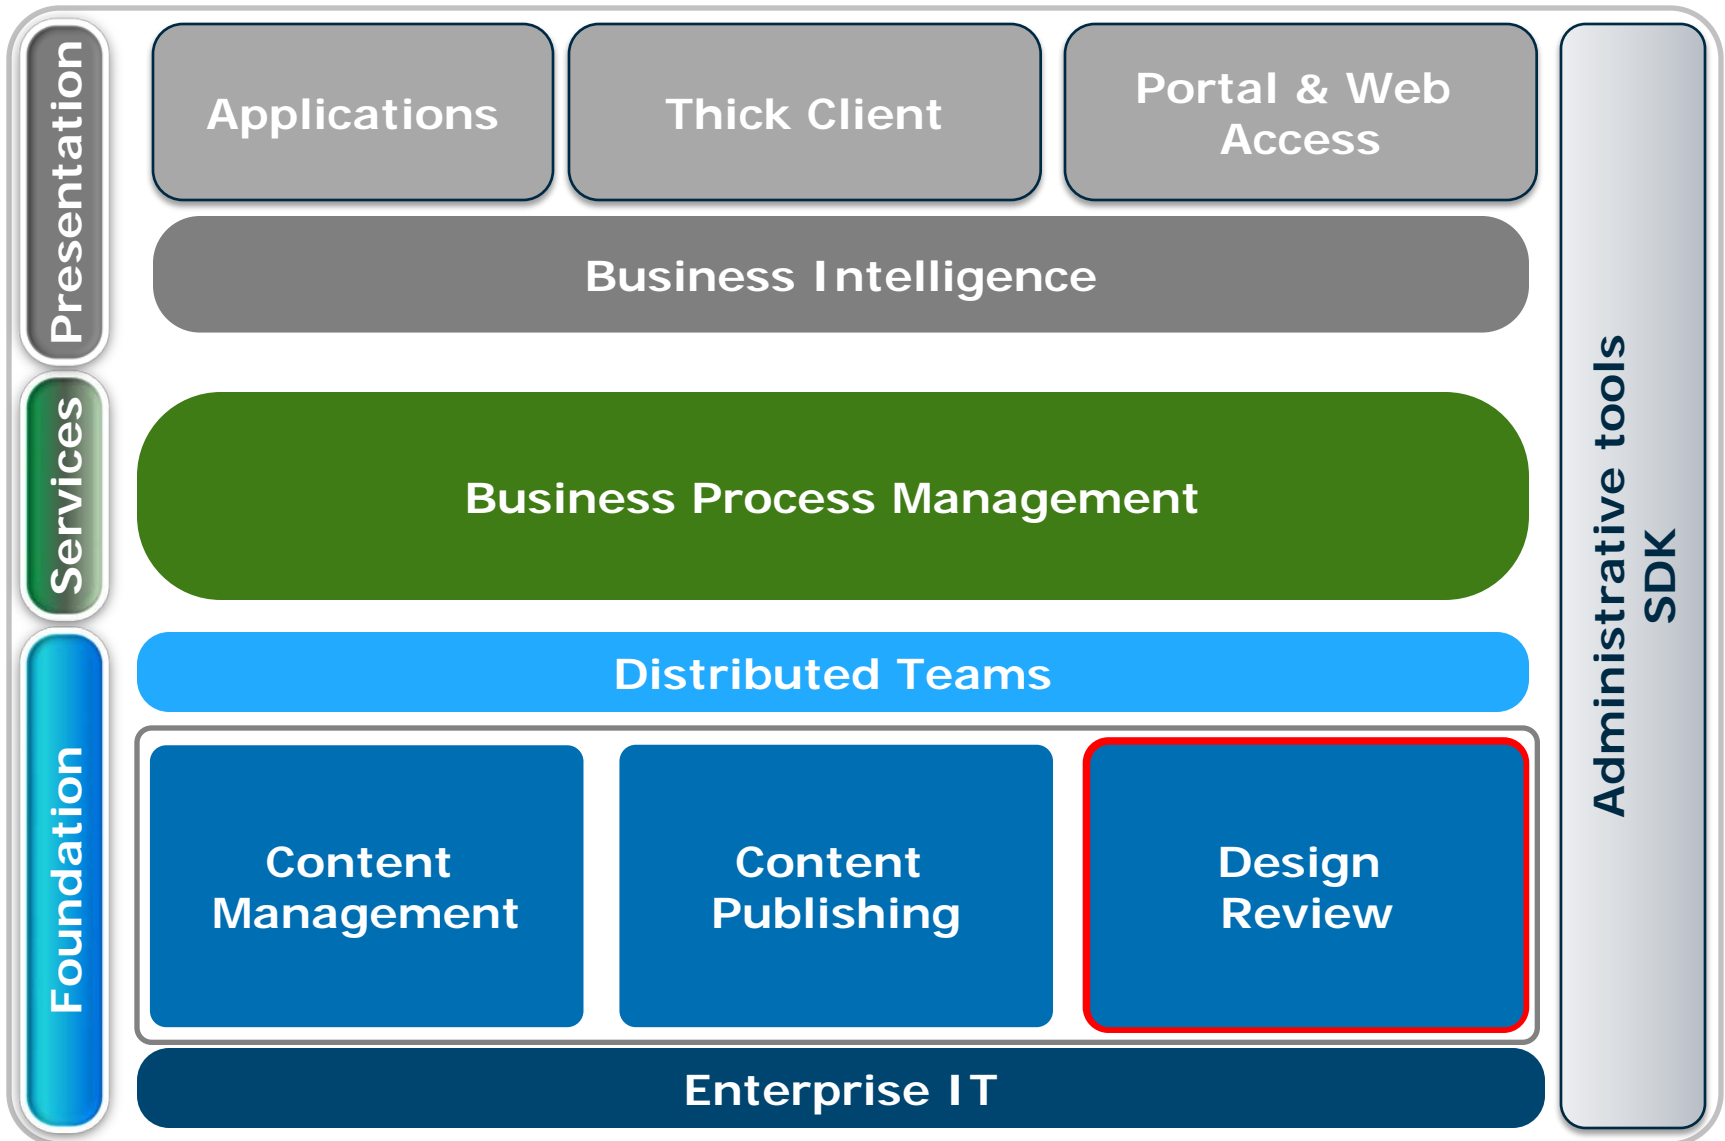 Presentation
Applications
Thick Client
Portal & Web
Access
Business Intelligence
Services
Business Process Management
Foundation
Distributed Teams
Content
Management
Content
Publishing
Design
Review
Enterprise IT
Administrative tools
SDK